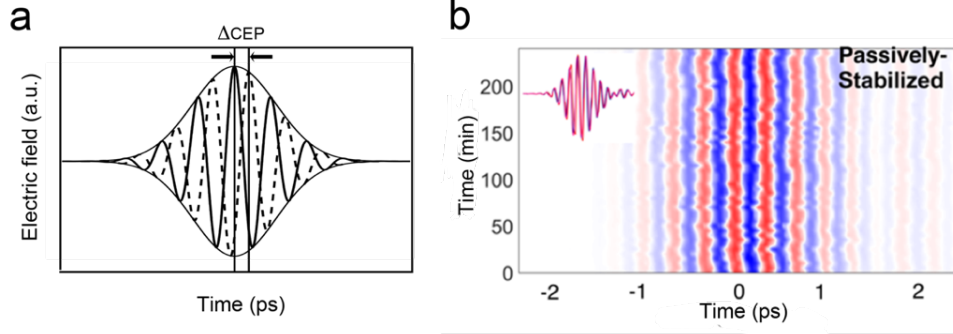 a
ΔCEP
Electric field (a.u.)
Time (ps)
b
Passively-
Stabilized
Time (min)
200
150
100
50
0
-2
-1
0
1
2
Time (ps)